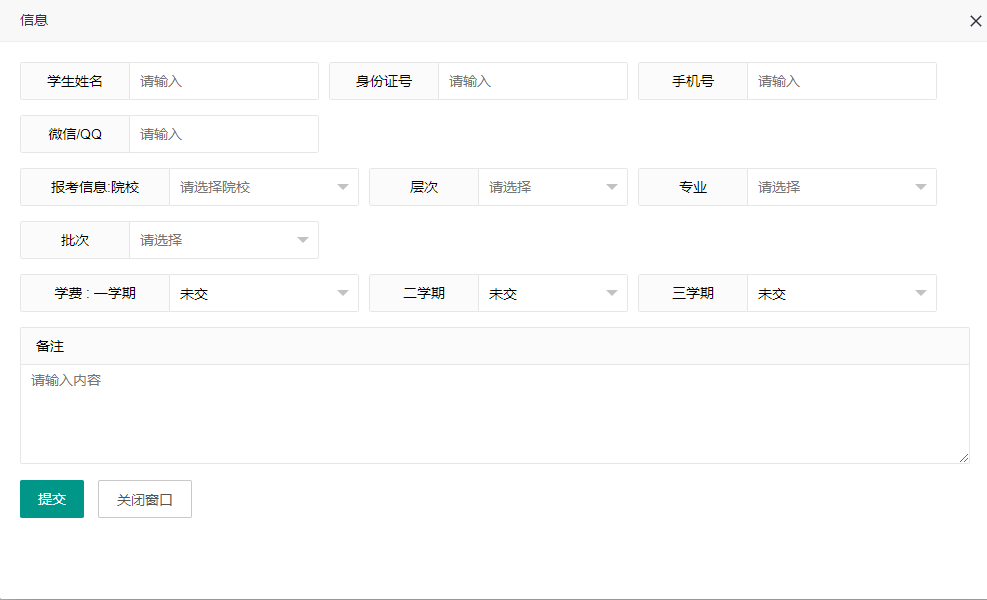 信息
学生姓名 请输入 身份证号 请输入 手机号 请输入
微信/QQ 请输入
报考信息:院校 请选择院校 层次 请选择 专业 请选择
批次 请选择
学费 : 一学期 未交 二学期 未交 三学期 未交
备注
请输入内容
提交 关闭窗口